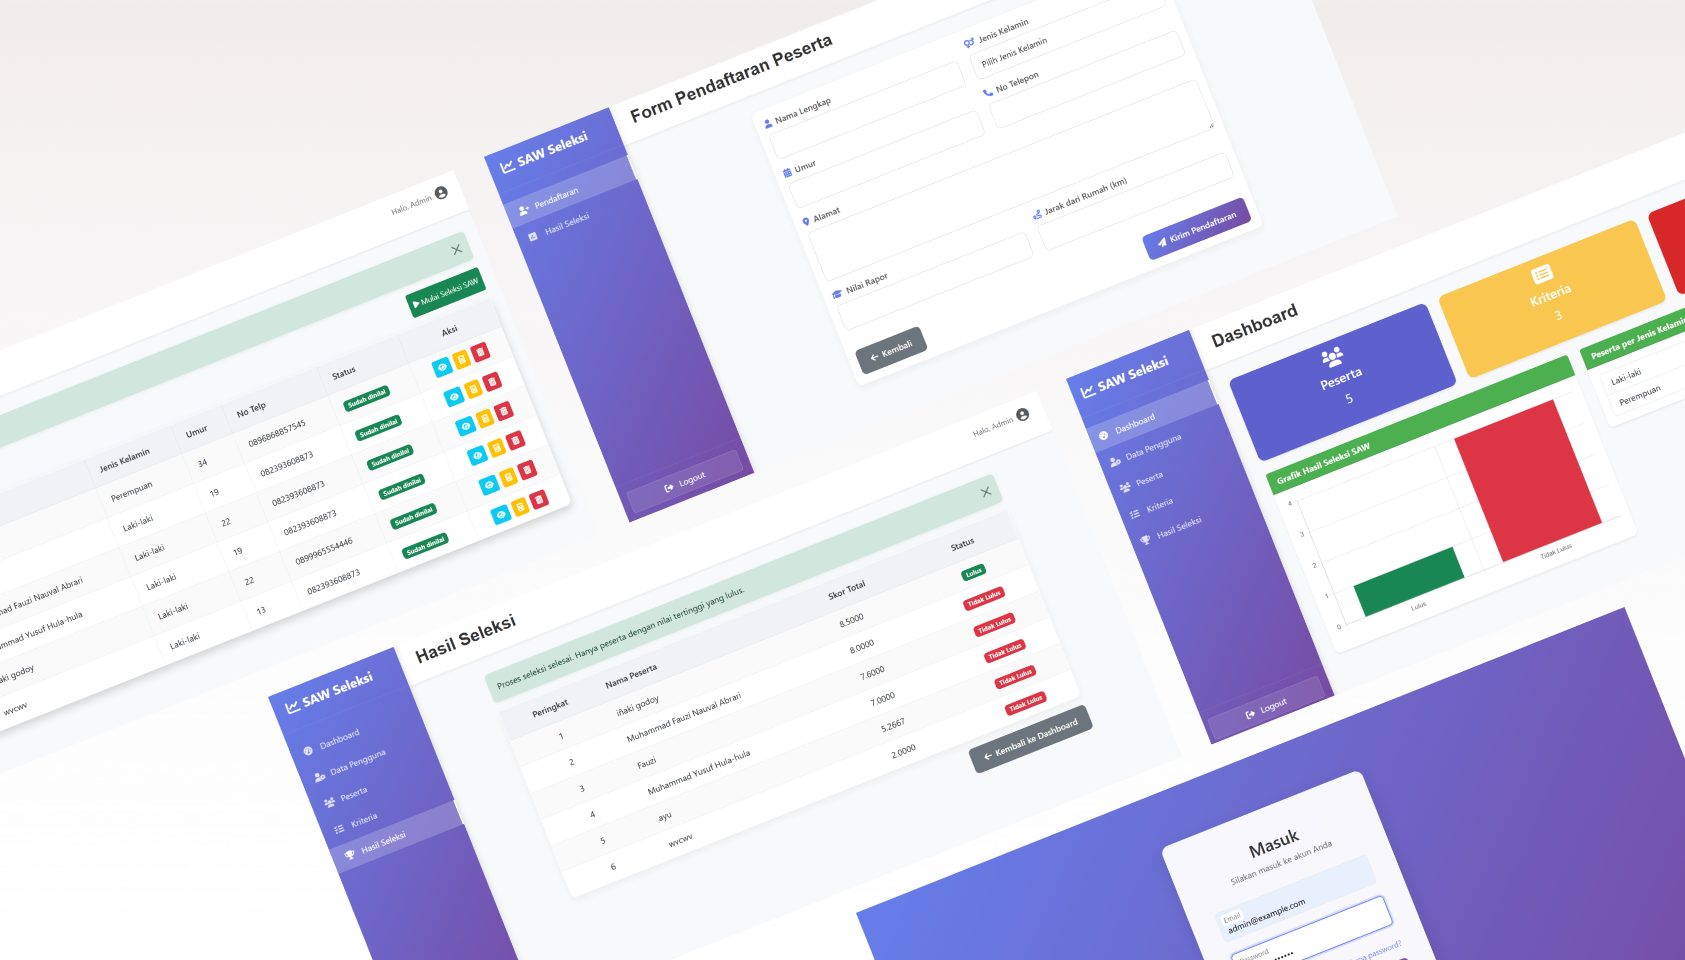 Form Pendaftaran Peserta
SAW Seleksi
Pendaftaran
Hasil Seleksi
Logout
Nama Lengkap
Jenis Kelamin
Pilih Jenis Kelamin
Umur
No Telepon
Alamat
Nilai Rapor
Jarak dari Rumah (km)
Kembali
Kirim Pendaftaran
Halo, Admin
Mulai Seleksi SAW
Jenis Kelamin Umur No Telp Status Aksi
Perempuan 34 0896868857545 Sudah dinilai
Laki-laki 19 082393608873 Sudah dinilai
Laki-laki 22 082393608873 Sudah dinilai
Fauzi Nauval Abrari Laki-laki 19 082393608873 Sudah dinilai
Yusuf Hula-hula Laki-laki 22 0899965554446 Sudah dinilai
godoy Laki-laki 13 082393608873 Sudah dinilai
wvcwv
Dashboard
SAW Seleksi
Dashboard
Data Pengguna
Peserta
Kriteria
Hasil Seleksi
Logout
Peserta
5
Kriteria
3
Grafik Hasil Seleksi SAW
4
3
2
1
0
Lulus
Tidak Lulus
Peserta per Jenis Kelamin
Laki-laki
Perempuan
Hasil Seleksi
Halo, Admin
SAW Seleksi
Dashboard
Data Pengguna
Peserta
Kriteria
Hasil Seleksi
Proses seleksi selesai. Hanya peserta dengan nilai tertinggi yang lulus.
Peringkat Nama Peserta Skor Total Status
1 iñaki godoy 8.5000 Lulus
2 Muhammad Fauzi Nauval Abrari 8.0000 Tidak Lulus
3 Fauzi 7.6000 Tidak Lulus
4 Muhammad Yusuf Hula-hula 7.0000 Tidak Lulus
5 ayu 5.2667 Tidak Lulus
6 wvcwv 2.0000 Tidak Lulus
Kembali ke Dashboard
Masuk
Silakan masuk ke akun Anda
Email
admin@example.com
Password
password?